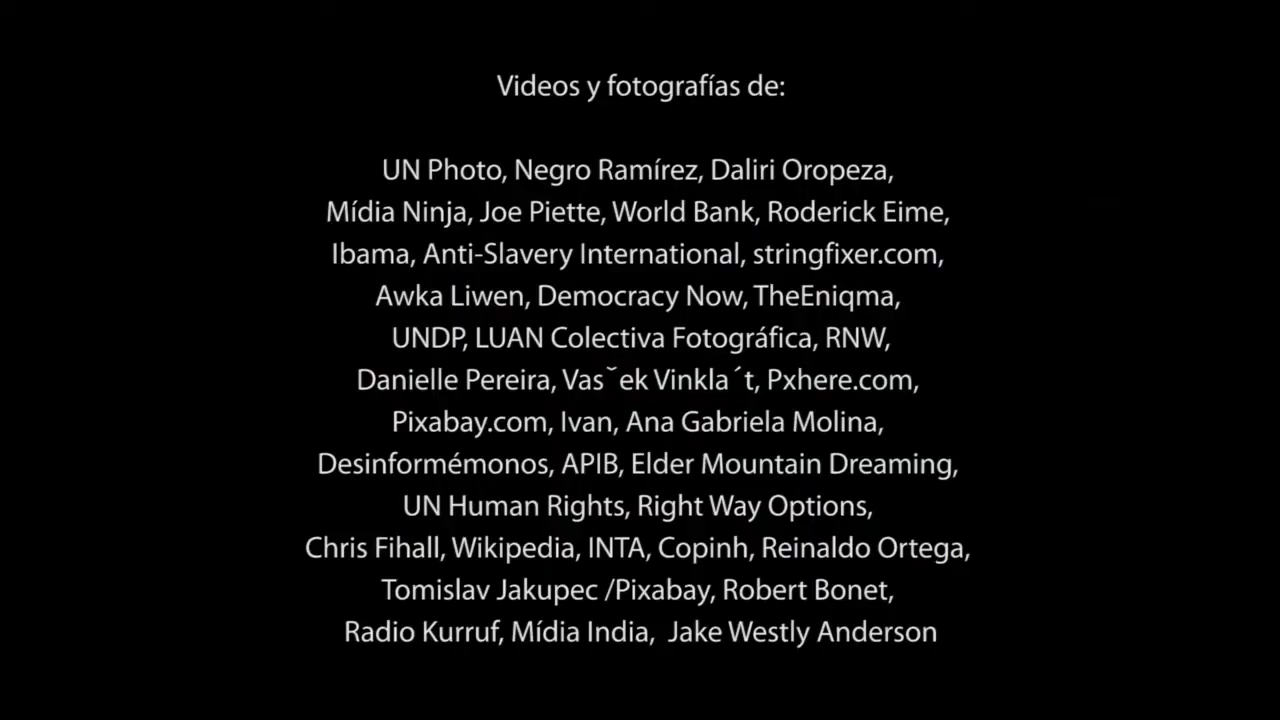 Videos y fotografías de:
UN Photo, Negro Ramírez, Daliri Oropeza,
Mídia Ninja, Joe Piette, World Bank, Roderick Eime,
Ibama, Anti-Slavery International, stringfixer.com,
Awka Liwen, Democracy Now, TheEniqma,
UNDP, LUAN Colectiva Fotográfica, RNW,
Danielle Pereira, Vasˇek Vinkla´t, Pxhere.com,
Pixabay.com, Ivan, Ana Gabriela Molina,
Desinformémonos, APIB, Elder Mountain Dreaming,
UN Human Rights, Right Way Options,
Chris Fihall, Wikipedia, INTA, Copinh, Reinaldo Ortega,
Tomislav Jakupec /Pixabay, Robert Bonet,
Radio Kurruf, Mídia India,  Jake Westly Anderson